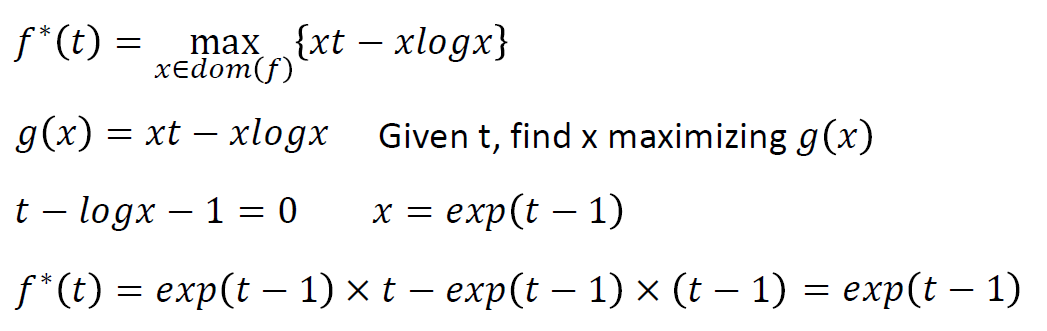 f*(t) = max x∈dom(f) {xt − xlogx}
g(x) = xt − xlogx Given t, find x maximizing g(x)
t − logx − 1 = 0 x = exp(t − 1)
f*(t) = exp(t − 1) × t − exp(t − 1) × (t − 1) = exp(t − 1)